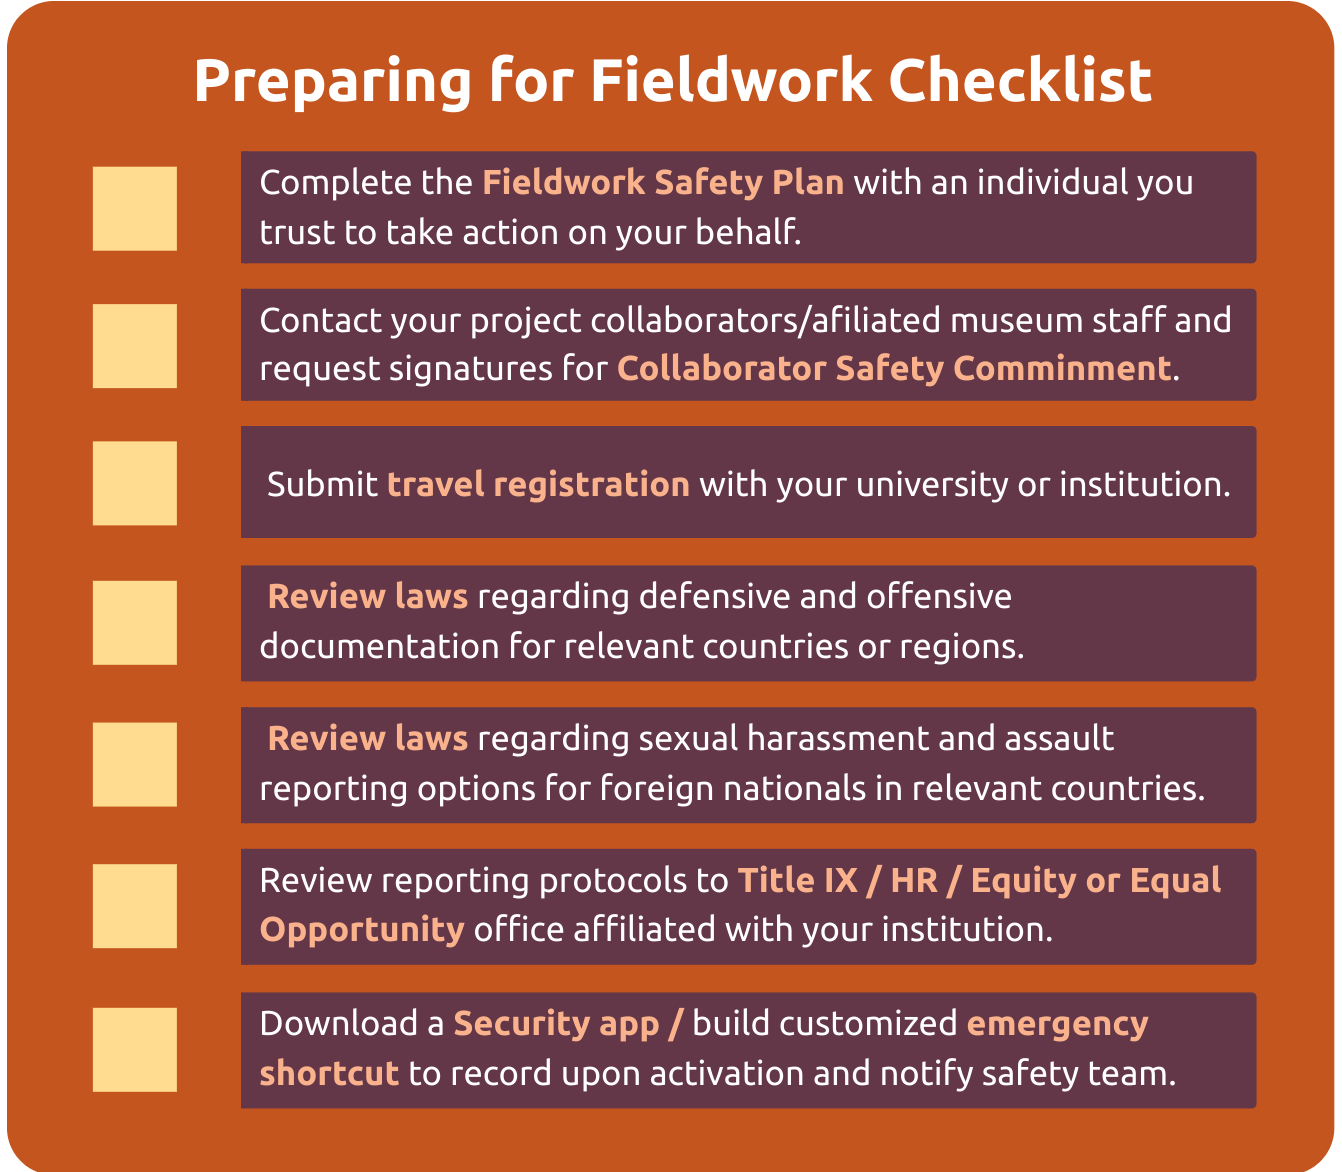 Preparing for Fieldwork Checklist
Complete the Fieldwork Safety Plan with an individual you
trust to take action on your behalf.
Contact your project collaborators/afiliated museum staff and
request signatures for Collaborator Safety Comminment.
Submit travel registration with your university or institution.
Review laws regarding defensive and offensive
documentation for relevant countries or regions.
Review laws regarding sexual harassment and assault
reporting options for foreign nationals in relevant countries.
Review reporting protocols to Title IX / HR / Equity or Equal
Opportunity office affiliated with your institution.
Download a Security app / build customized emergency
shortcut to record upon activation and notify safety team.